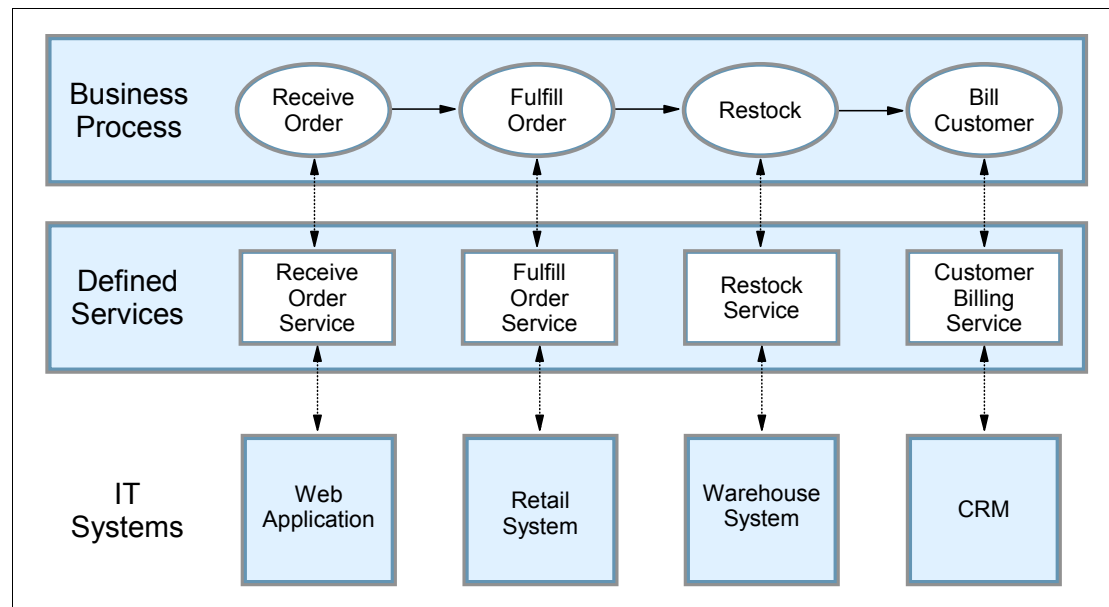 Business
Process
Receive
Order
Fulfill
Order
Restock
Bill
Customer
Defined
Services
Receive
Order
Service
Fulfill
Order
Service
Restock
Service
Customer
Billing
Service
IT
Systems
Web
Application
Retail
System
Warehouse
System
CRM